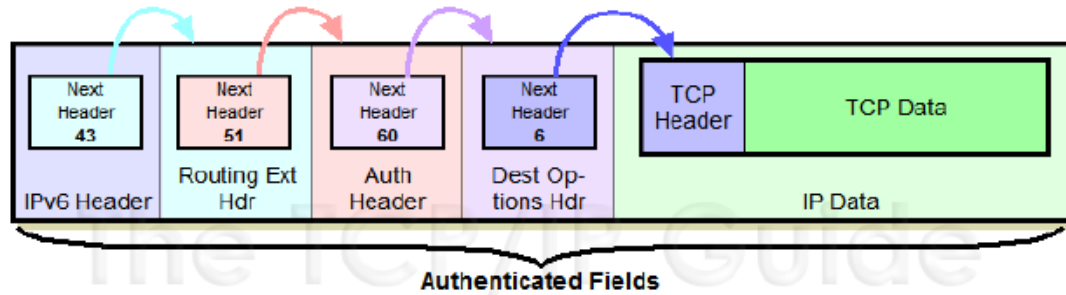 Next
Header
43
Next
Header
51
Next
Header
60
Next
Header
6
TCP
Header
TCP Data
IPv6 Header
Routing Ext
Hdr
Auth
Header
Dest Op-
tions Hdr
IP Data
The TCP/IP Guide
Authenticated Fields